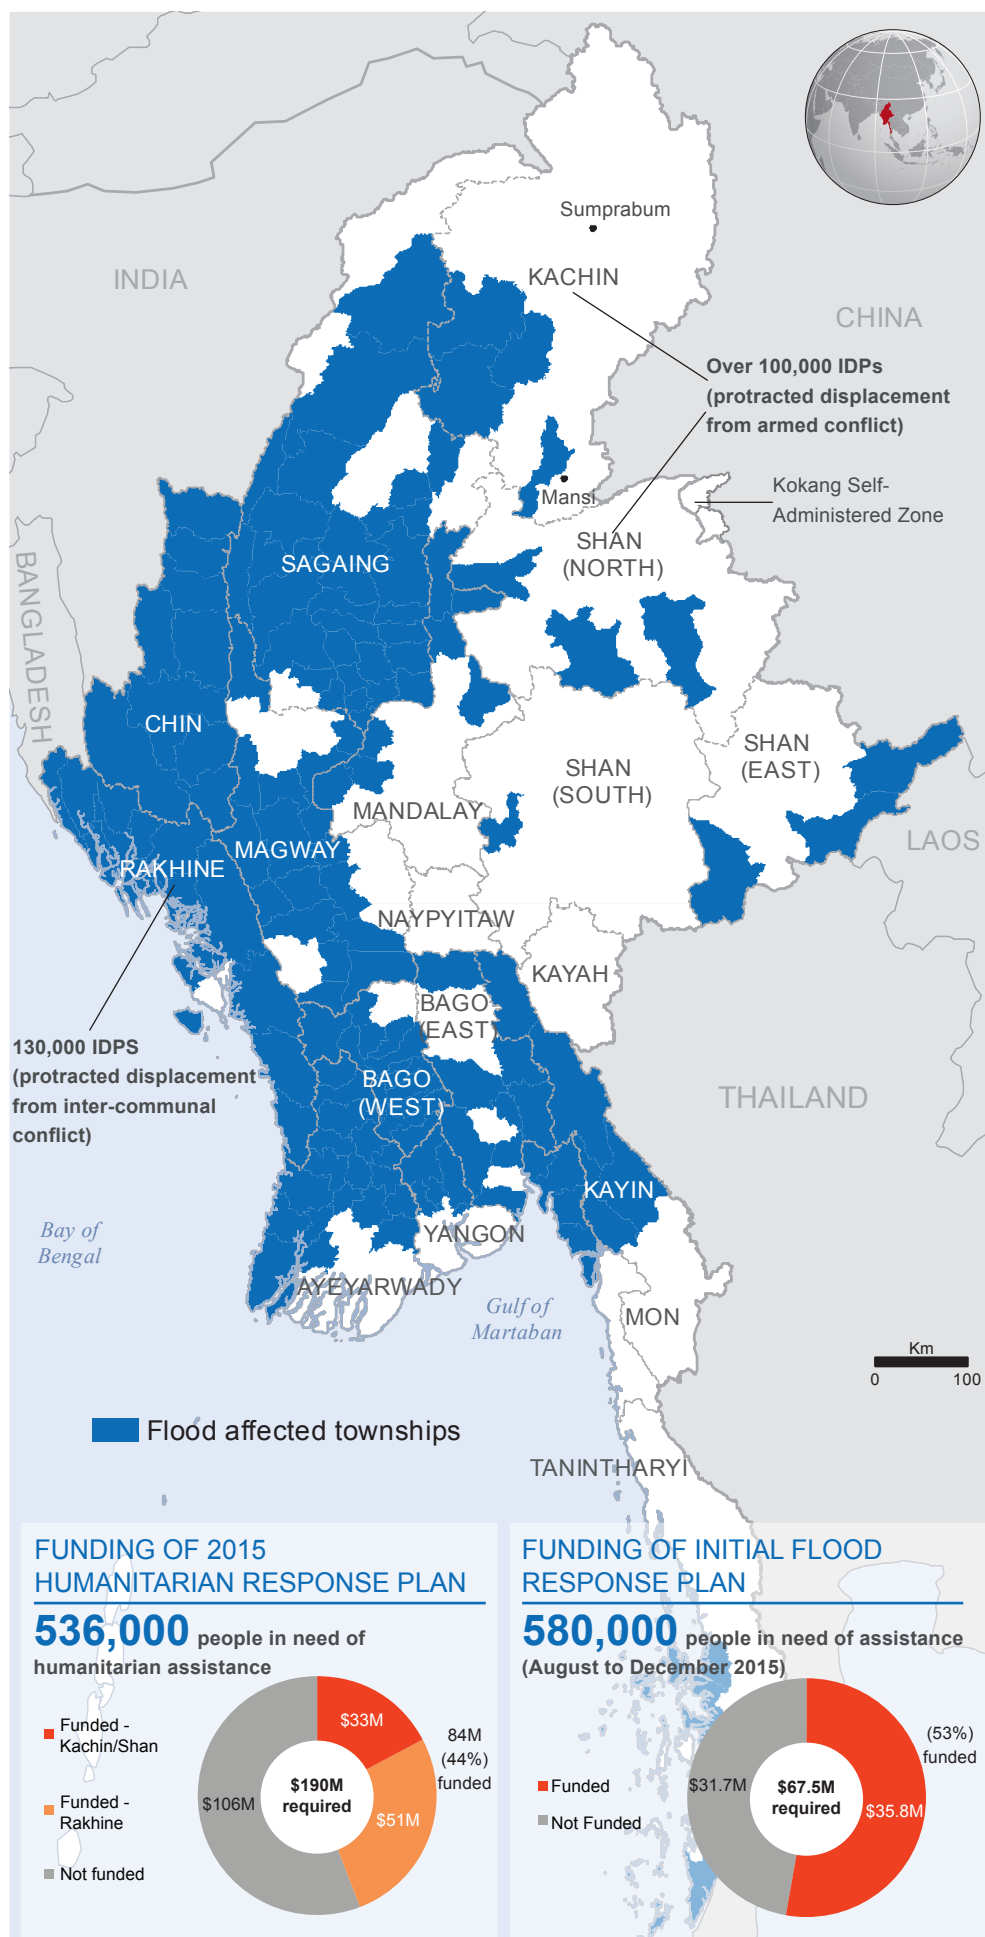 Sumprabum
KACHIN
INDIA
CHINA
Over 100,000 IDPs
(protracted displacement
from armed conflict)
Mansi
Kokang Self-
Administered Zone
SHAN
(NORTH)
SAGAING
BANGLADESH
CHIN
SHAN
(EAST)
SHAN
(SOUTH)
MANDALAY
LAOS
MAGWAY
RAKHINE
NAYPYITAW
KAYAH
BAGO
(EAST)
130,000 IDPS
(protracted displacement
from inter-communal
conflict)
BAGO
(WEST)
THAILAND
KAYIN
Bay of
Bengal
YANGON
AYEYARWADY
Gulf of
Martaban
MON
Km
0 100
Flood affected townships
TANINTHARYI
FUNDING OF 2015
HUMANITARIAN RESPONSE PLAN
536,000 people in need of
humanitarian assistance
Funded -
Kachin/Shan
Funded -
Rakhine
Not funded
$33M
$51M
$106M
$190M
required
84M
(44%)
funded
FUNDING OF INITIAL FLOOD
RESPONSE PLAN
580,000 people in need of assistance
(August to December 2015)
Funded
Not Funded
$31.7M
$67.5M
required
$35.8M
(53%)
funded